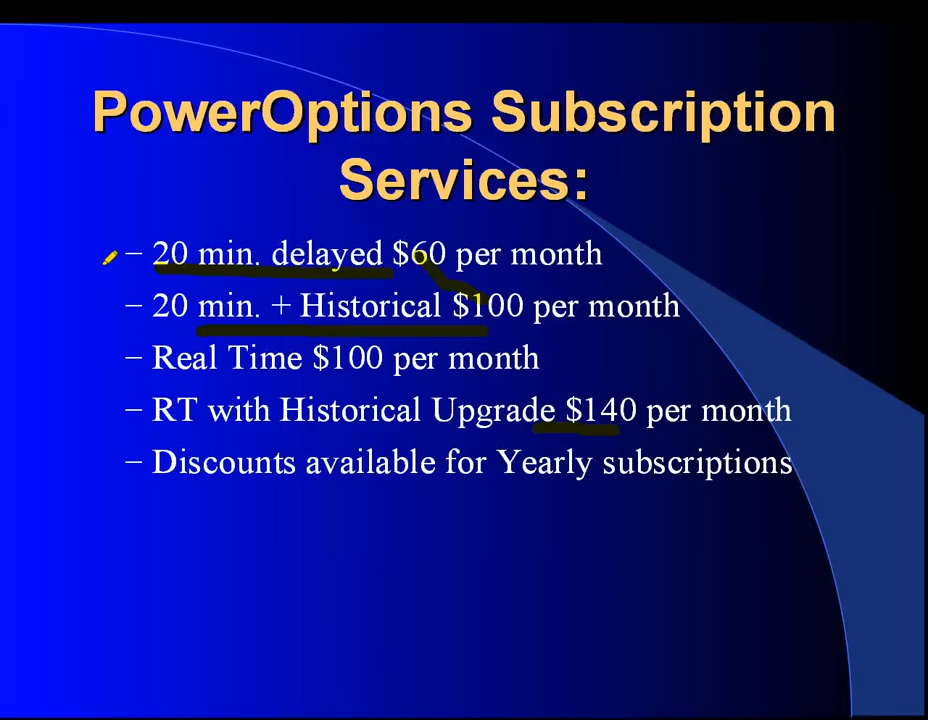 PowerOptions Subscription
Services:
– 20 min. delayed $60 per month
– 20 min. + Historical $100 per month
– Real Time $100 per month
– RT with Historical Upgrade $140 per month
– Discounts available for Yearly subscriptions